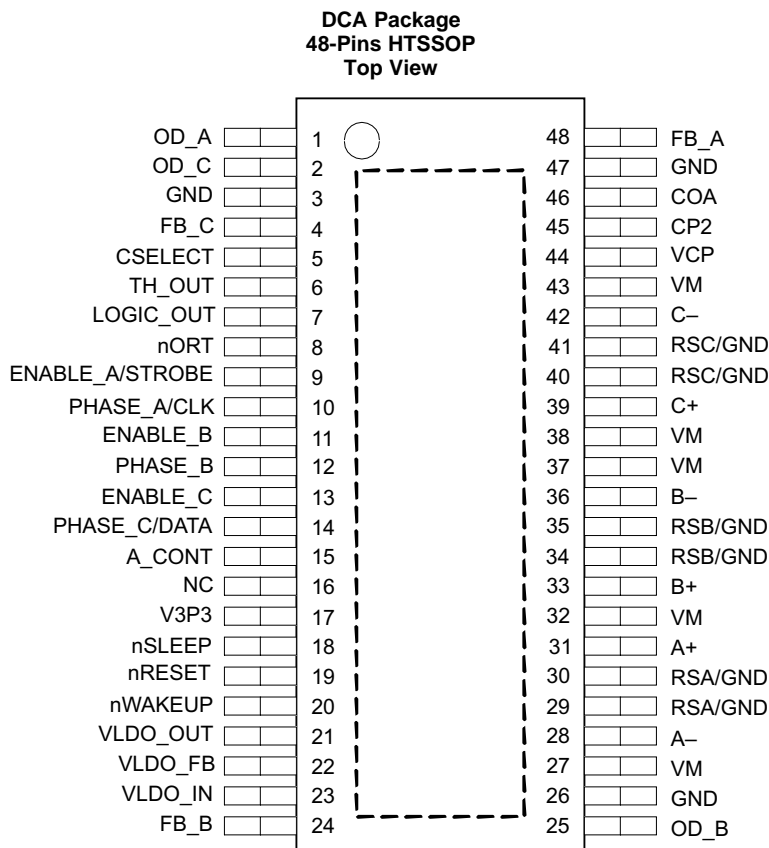 DCA Package
48-Pins HTSSOP
Top View
OD_A 1 48 FB_A
OD_C 2 47 GND
GND 3 46 COA
FB_C 4 45 CP2
CSELECT 5 44 VCP
TH_OUT 6 43 VM
LOGIC_OUT 7 42 C–
nORT 8 41 RSC/GND
ENABLE_A/STROBE 9 40 RSC/GND
PHASE_A/CLK 10 39 C+
ENABLE_B 11 38 VM
PHASE_B 12 37 VM
ENABLE_C 13 36 B–
PHASE_C/DATA 14 35 RSB/GND
A_CONT 15 34 RSB/GND
NC 16 33 B+
V3P3 17 32 VM
nSLEEP 18 31 A+
nRESET 19 30 RSA/GND
nWAKEUP 20 29 RSA/GND
VLDO_OUT 21 28 A–
VLDO_FB 22 27 VM
VLDO_IN 23 26 GND
FB_B 24 25 OD_B